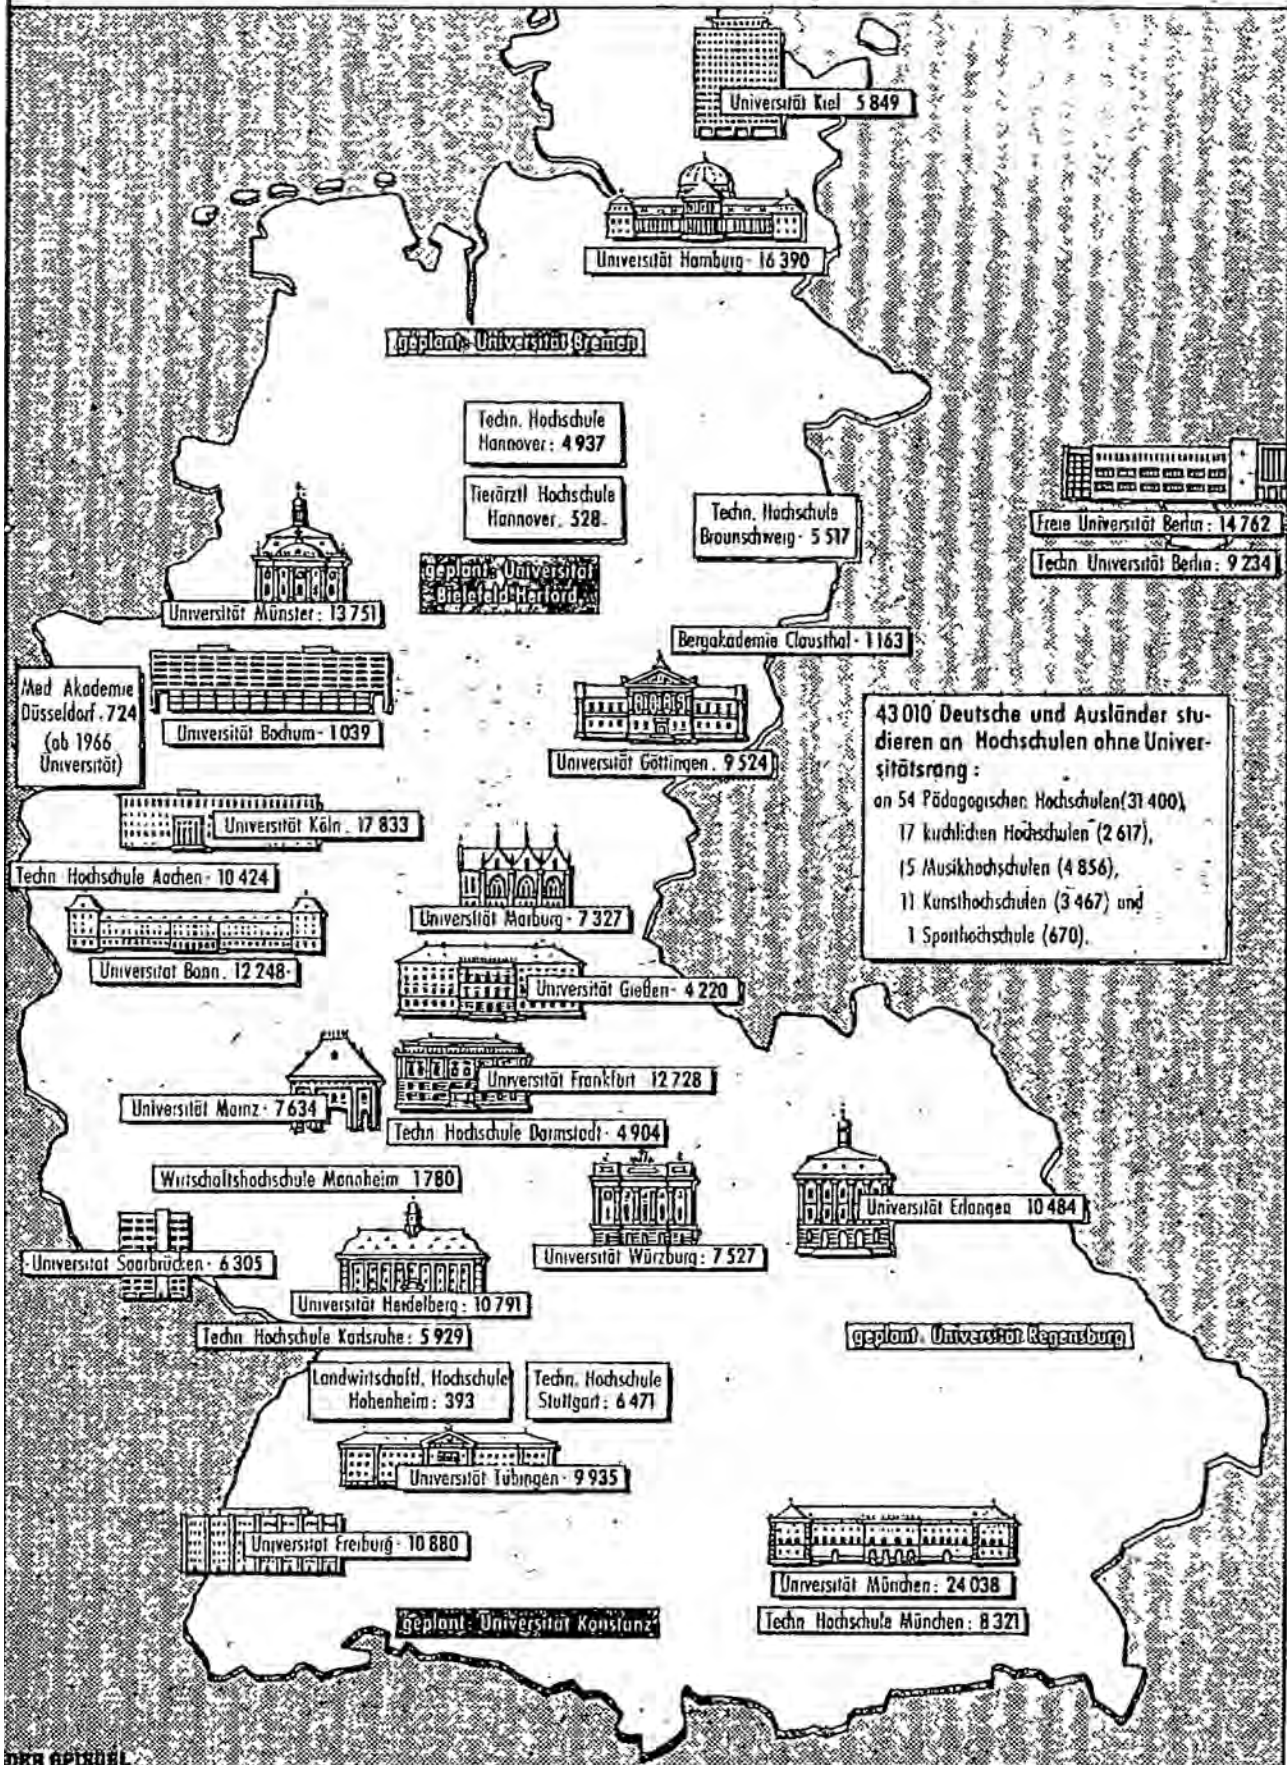 Universität Kiel 5 849
Universität Hamburg · 16 390
geplant: Universität Bremen
Techn. Hochschule
Hannover: 4 937
Tierärztl Hochschule
Hannover. 528
Techn. Hochschule
Braunschweig · 5 517
Freie Universität Berlin: 14 762
Techn Universität Berlin: 9 234
geplant: Universität
Bielefeld-Herford
Universität Münster: 13 751
Bergakademie Clausthal · 1 163
Med Akademie
Düsseldorf · 724
(ab 1966
Universität)
Universität Bochum · 1 039
Universität Göttingen. 9 524
43 010 Deutsche und Ausländer stu-
dieren an Hochschulen ohne Univer-
sitätsrang:
an 54 Pädagogischen Hochschulen (31 400),
17 kirchlichen Hochschulen (2 617),
15 Musikhochschulen (4 856),
11 Kunsthochschulen (3 467) und
1 Sporthochschule (670).
Universität Köln. 17 833
Techn Hochschule Aachen · 10 424
Universität Marburg · 7 327
Universität Bonn. 12 248
Universität Gießen · 4 220
Universität Frankfurt 12 728
Universität Mainz · 7 634
Techn Hochschule Darmstadt · 4 904
Wirtschaftshochschule Mannheim 1 780
Universität Erlangen 10 484
Universität Saarbrücken · 6 305
Universität Würzburg: 7 527
Universität Heidelberg: 10 791
Techn. Hochschule Karlsruhe: 5 929
geplant: Universität Regensburg
Landwirtschaftl. Hochschule
Hohenheim: 393
Techn. Hochschule
Stuttgart: 6 471
Universität Tübingen · 9 935
Universität Freiburg · 10 880
Universität München: 24 038
geplant: Universität Konstanz
Techn Hochschule München: 8 321
DER SPIEGEL